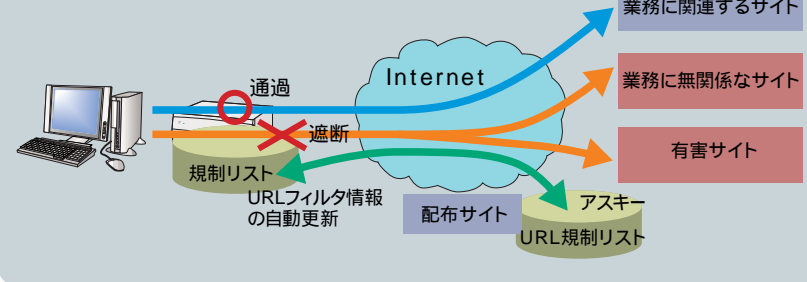 業務に関連するサイト
Internet
通過
業務に無関係なサイト
遮断
有害サイト
規制リスト
URLフィルタ情報
の自動更新
配布サイト
アスキー
URL規制リスト